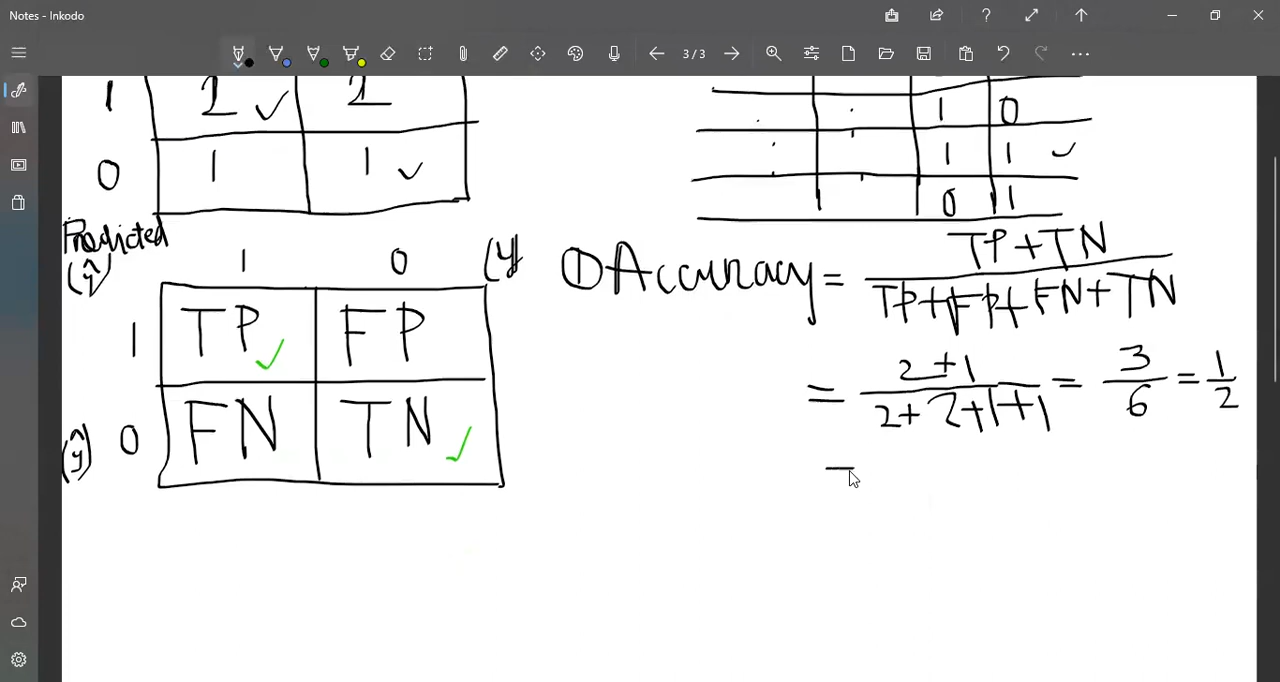 Notes - Inkodo
3/3
1 2 ✓ 2
0 1 1 ✓
1 0
1 1 ✓
0 1
Predicted
(ŷ) 1 0 (y
1 TP ✓ FP
(ŷ) 0 FN TN ✓
① Accuracy = TP+TN / TP+FP+FN+TN
= 2+1 / 2+2+1+1 = 3/6 = 1/2